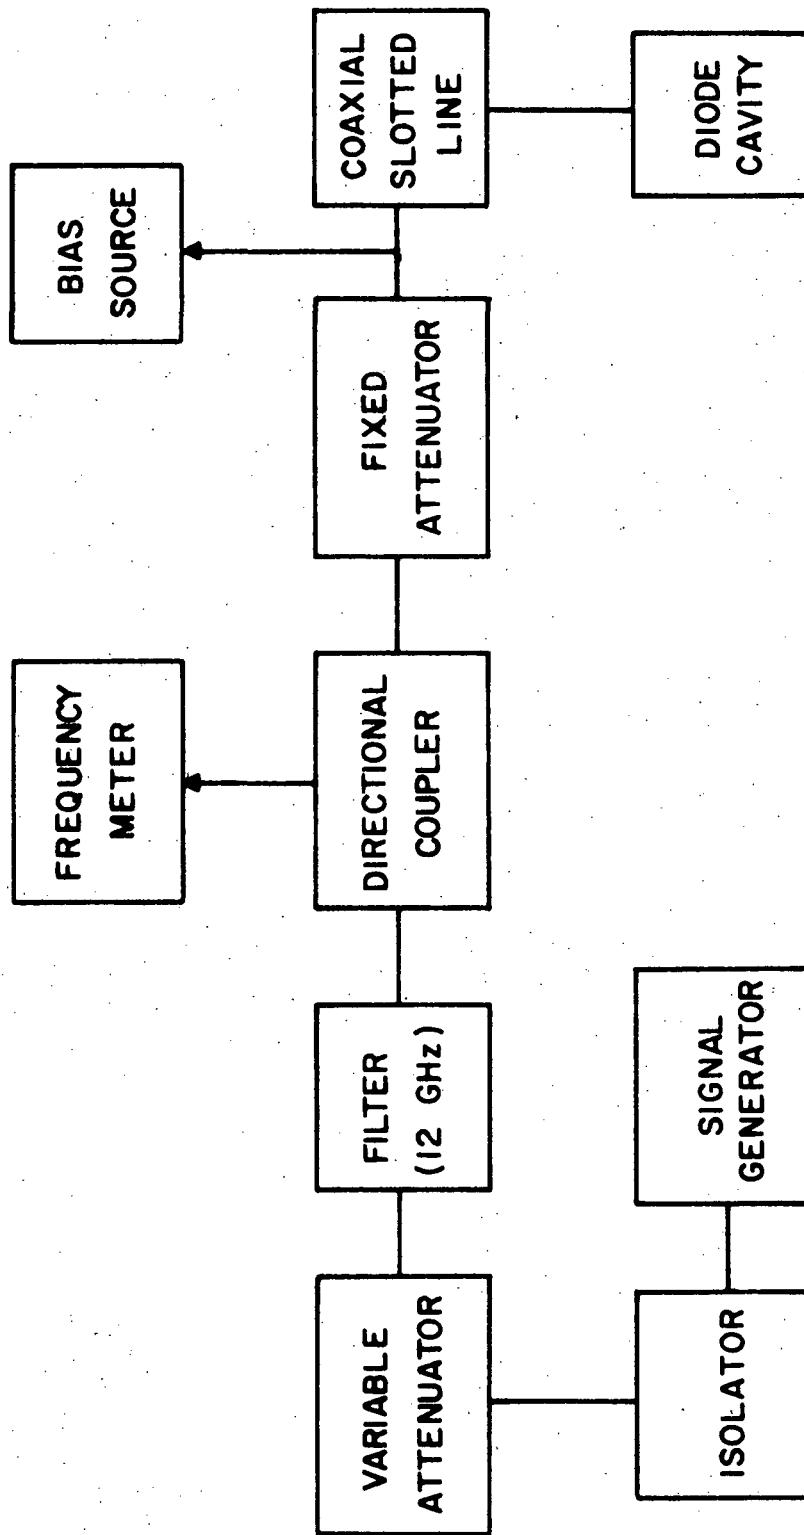 FREQUENCY
METER
BIAS
SOURCE
VARIABLE
ATTENUATOR
FILTER
(12 GHz)
DIRECTIONAL
COUPLER
FIXED
ATTENUATOR
COAXIAL
SLOTTED
LINE
ISOLATOR
SIGNAL
GENERATOR
DIODE
CAVITY